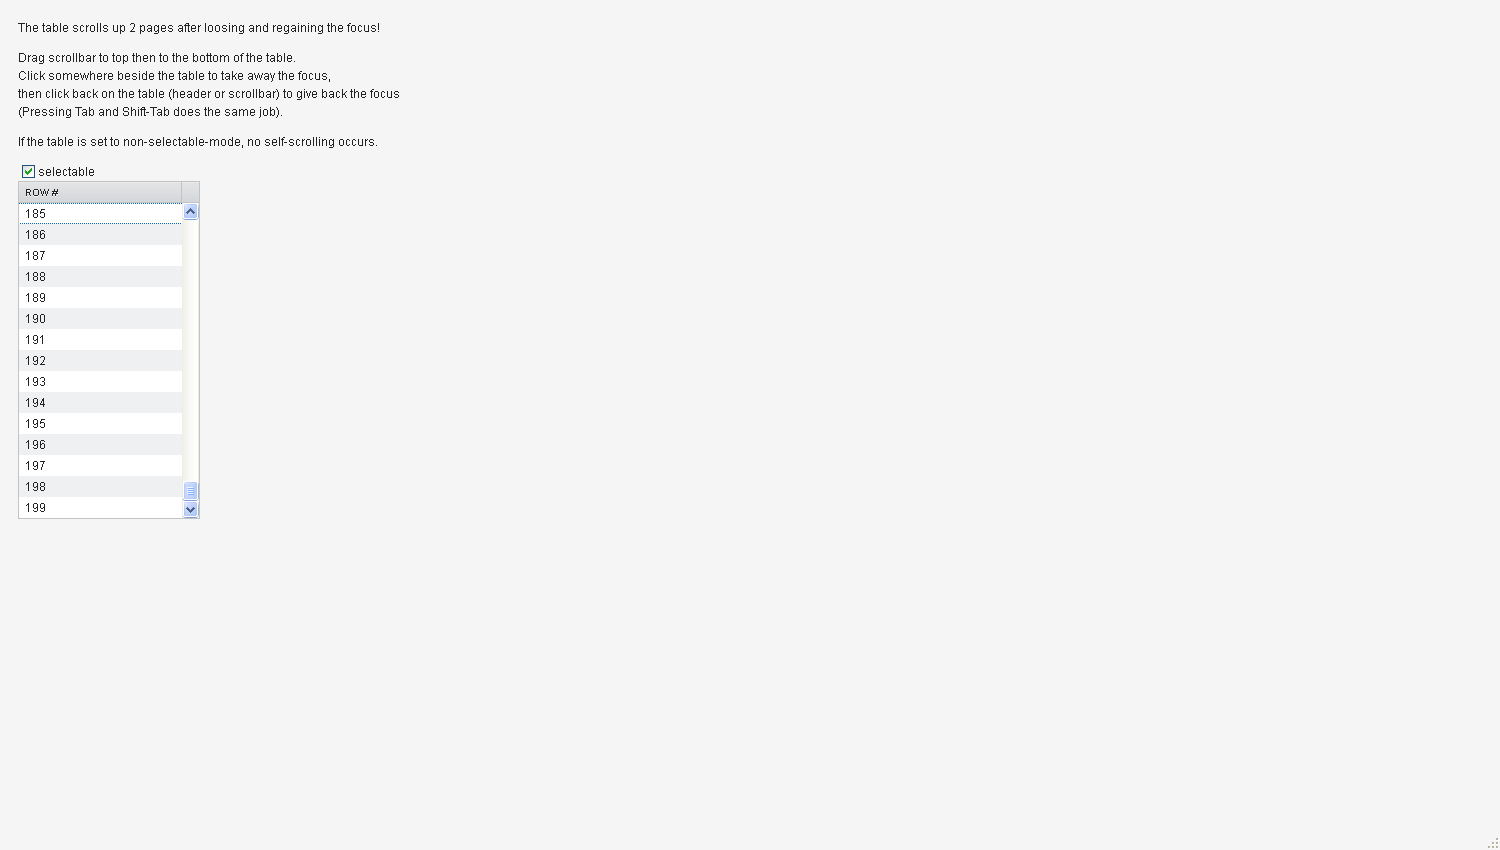 The table scrolls up 2 pages after loosing and regaining the focus!
Drag scrollbar to top then to the bottom of the table.
Click somewhere beside the table to take away the focus,
then click back on the table (header or scrollbar) to give back the focus
(Pressing Tab and Shift-Tab does the same job).
If the table is set to non-selectable-mode, no self-scrolling occurs.
selectable
ROW #
185
186
187
188
189
190
191
192
193
194
195
196
197
198
199